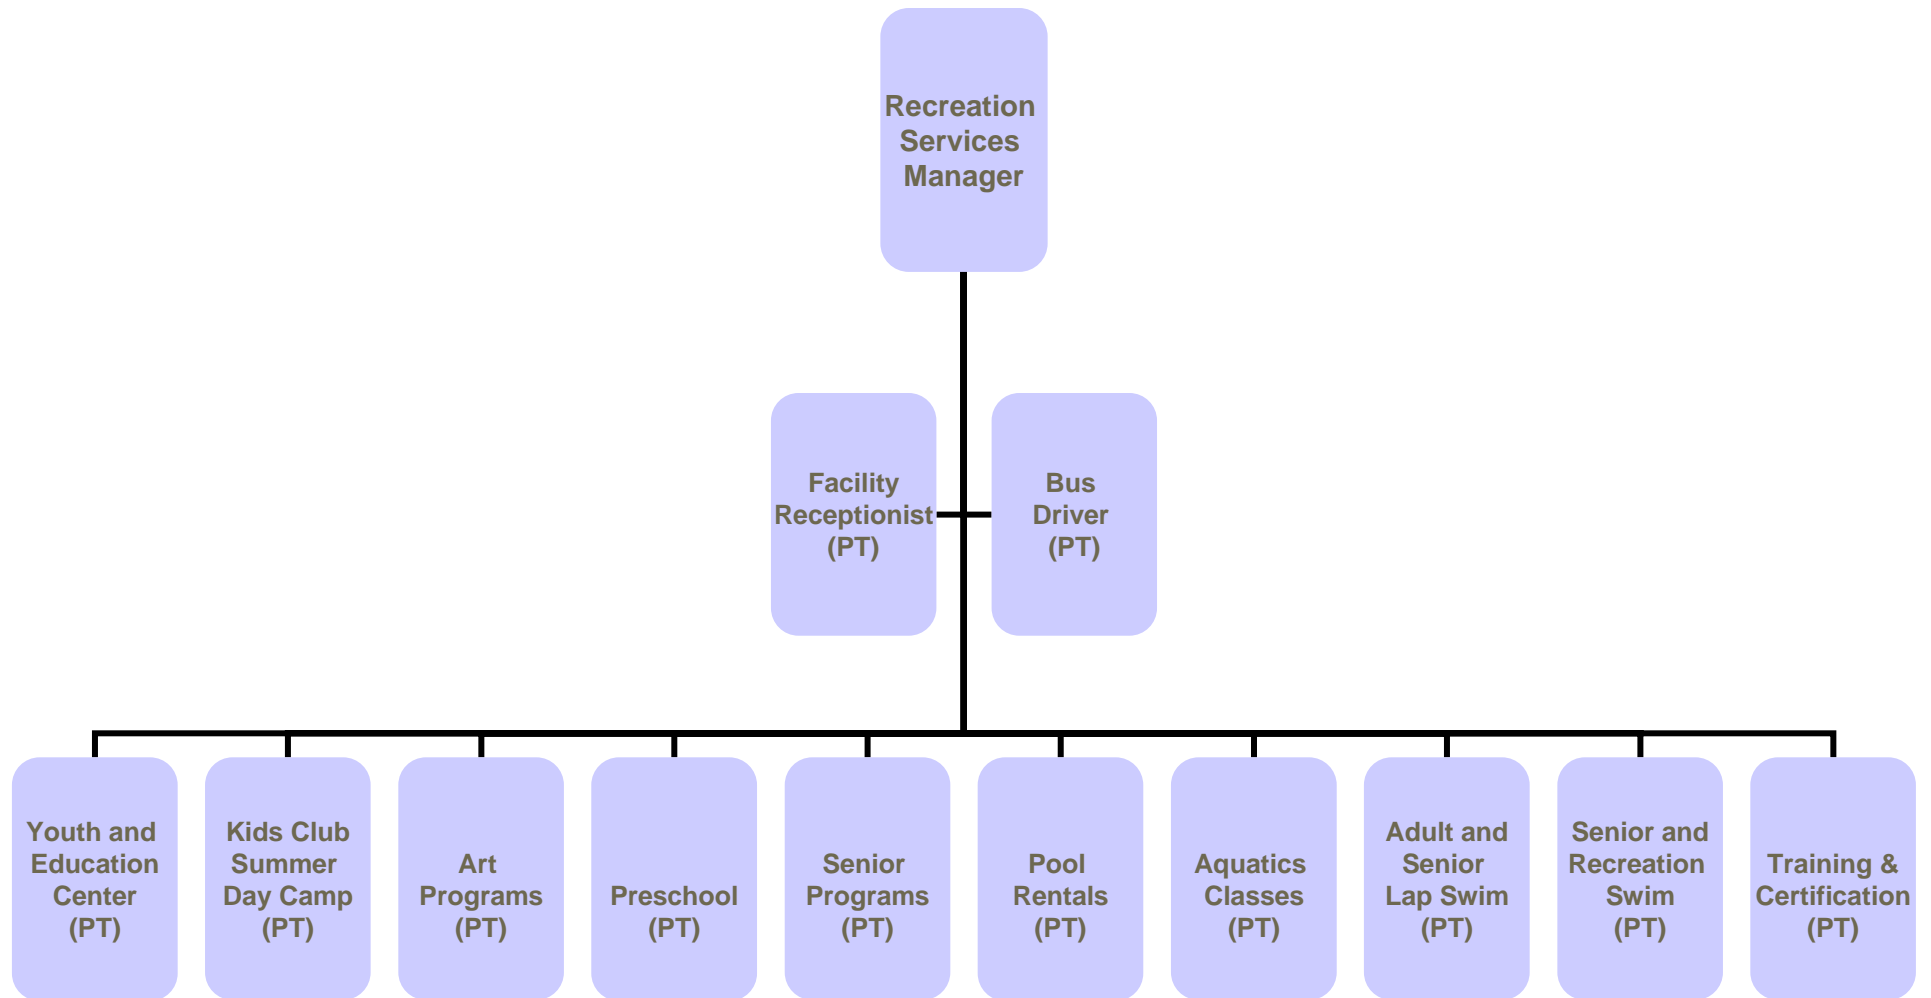 Recreation
Services
Manager
Facility
Receptionist
(PT)
Bus
Driver
(PT)
Youth and
Education
Center
(PT)
Kids Club
Summer
Day Camp
(PT)
Art
Programs
(PT)
Preschool
(PT)
Senior
Programs
(PT)
Pool
Rentals
(PT)
Aquatics
Classes
(PT)
Adult and
Senior
Lap Swim
(PT)
Senior and
Recreation
Swim
(PT)
Training &
Certification
(PT)